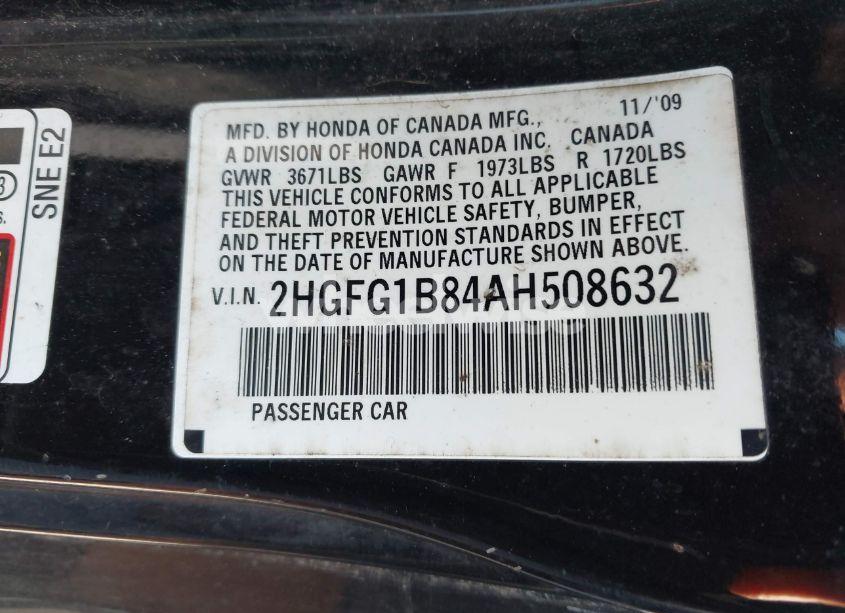 MFD. BY HONDA OF CANADA MFG., 11/'09
A DIVISION OF HONDA CANADA INC. CANADA
GVWR 3671LBS GAWR F 1973LBS R 1720LBS
THIS VEHICLE CONFORMS TO ALL APPLICABLE
FEDERAL MOTOR VEHICLE SAFETY, BUMPER,
AND THEFT PREVENTION STANDARDS IN EFFECT
ON THE DATE OF MANUFACTURE SHOWN ABOVE.
V.I.N. 2HGFG1B84AH508632
PASSENGER CAR
SNE E2
3
S.